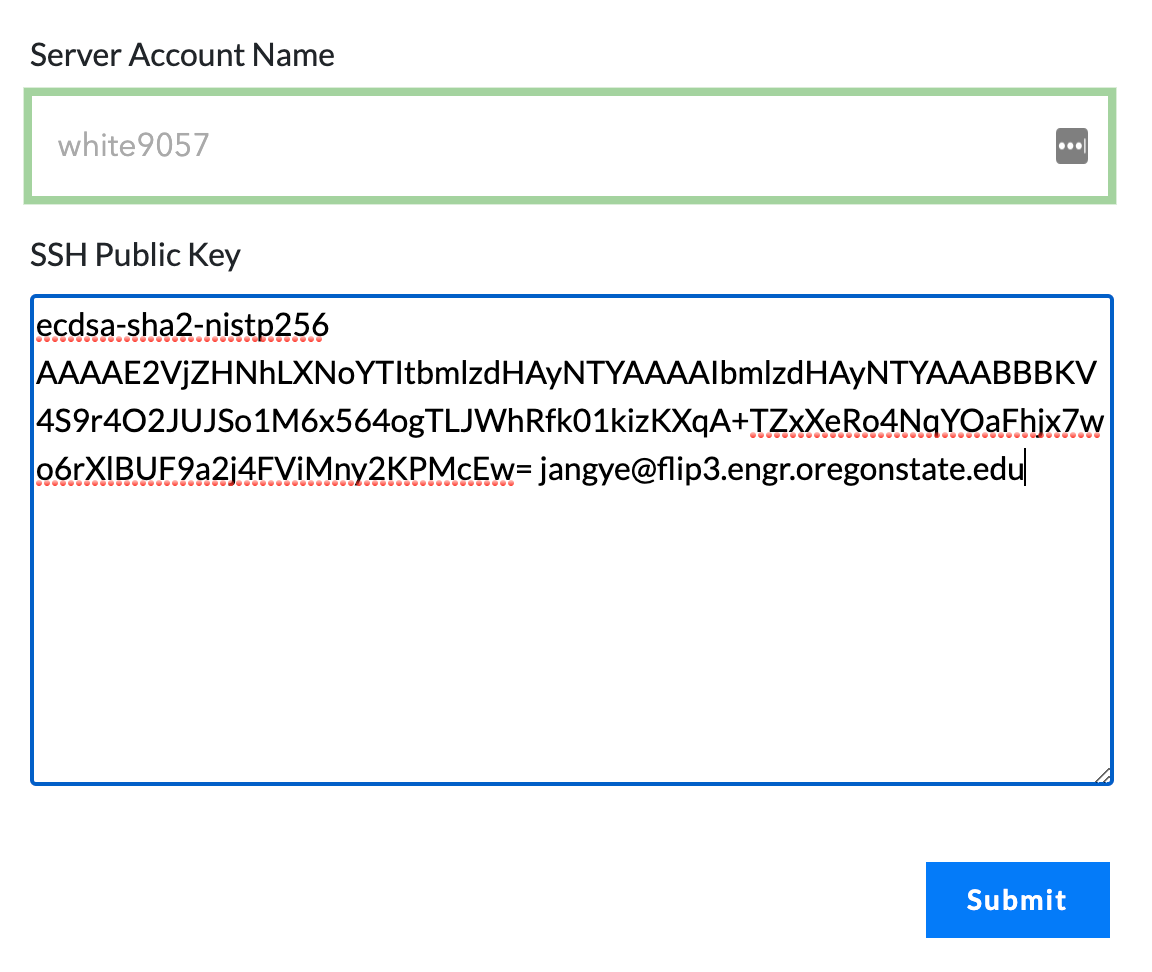 Server Account Name
white9057
SSH Public Key
ecdsa-sha2-nistp256
AAAAE2VjZHNhLXNoYTItbmlzdHAyNTYAAAAIbmlzdHAyNTYAAABBBKV
4S9r4O2JUJSo1M6x564ogTLJWhRfk01kizKXqA+TZxXeRo4NqYOaFhjx7w
o6rXlBUF9a2j4FViMny2KPMcEw= jangye@flip3.engr.oregonstate.edu
Submit